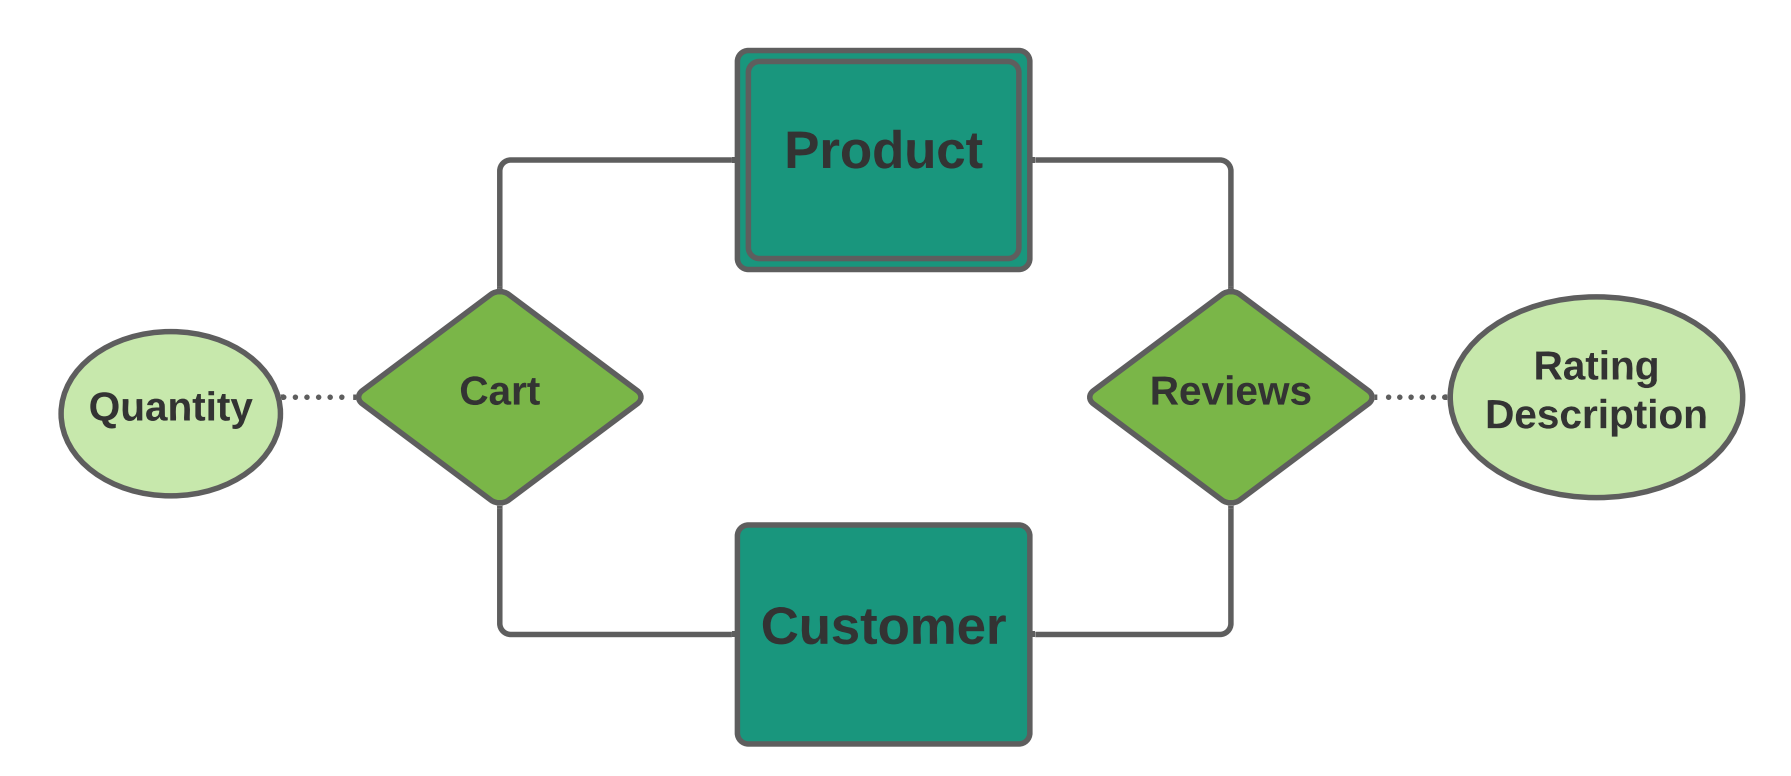 Product
Quantity
Cart
Reviews
Rating
Description
Customer